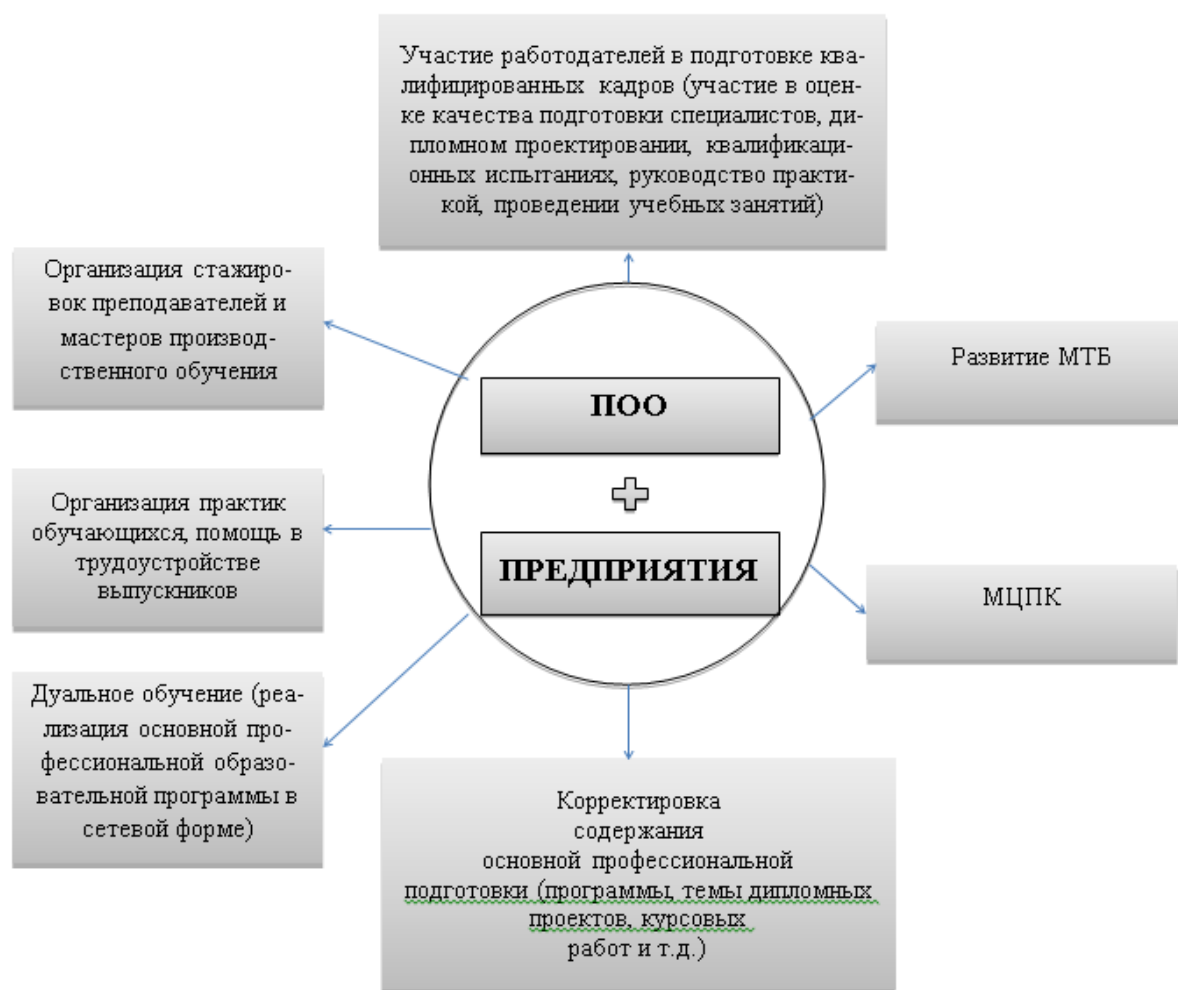 Участие работодателей в подготовке ква-
лифицированных кадров (участие в оцен-
ке качества подготовки специалистов, ди-
пломном проектировании, квалификаци-
онных испытаниях, руководство практи-
кой, проведении учебных занятий)
Организация стажиро-
вок преподавателей и
мастеров производ-
ственного обучения
Развитие МТБ
ПОО
ПРЕДПРИЯТИЯ
Организация практик
обучающихся, помощь в
трудоустройстве
выпускников
МЦПК
Дуальное обучение (реа-
лизация основной про-
фессиональной образо-
вательной программы в
сетевой форме)
Корректировка
содержания
основной профессиональной
подготовки (программы, темы дипломных
проектов, курсовых
работ и т.д.)